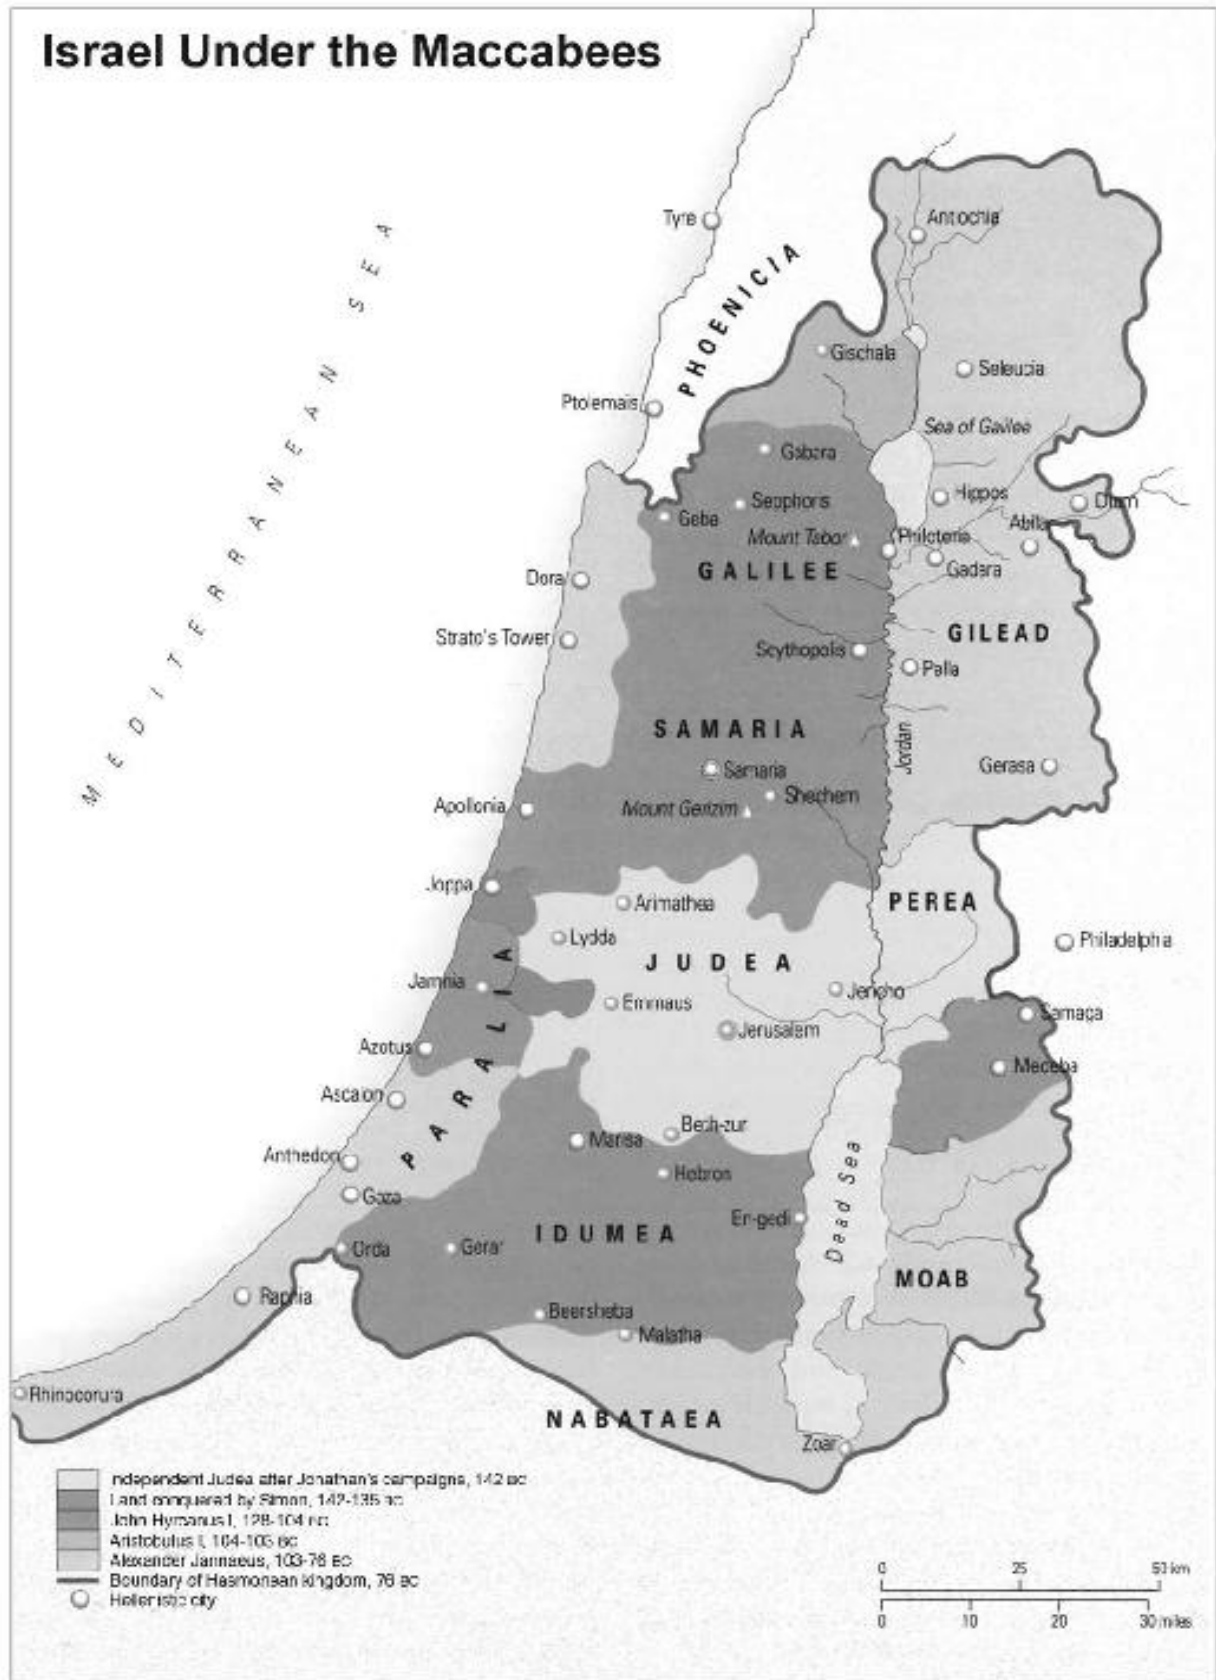 Israel Under the Maccabees
MEDITERRANEAN SEA
Tyre
Antiochia
PHOENICIA
Gischala
Seleucia
Ptolemais
Sea of Galilee
Gabara
Hippos
Dium
Sepphoris
Geba
Abila
Mount Tabor
Philoteria
GALILEE
Gadara
Dora
GILEAD
Strato's Tower
Scythopolis
Pella
SAMARIA
Jordan
Samaria
Gerasa
Shechem
Apollonia
Mount Gerizim
Joppa
Arimathea
PEREA
Lydda
Philadelphia
JUDEA
Jamnia
Jericho
Emmaus
Samaga
Jerusalem
PARALIA
Azotus
Medeba
Ascalon
Beth-zur
Marisa
Anthedon
Hebron
Gaza
En-gedi
Dead Sea
IDUMEA
Orda
Gerar
MOAB
Raphia
Beersheba
Malatha
Rhinocorura
NABATAEA
Zoar
Independent Judea after Jonathan's campaigns, 142 BC
Land conquered by Simon, 142-135 BC
John Hyrcanus I, 128-104 BC
Aristobulus I, 104-103 BC
Alexander Jannaeus, 103-76 BC
Boundary of Hasmonean kingdom, 76 BC
Hellenistic city
0 25 50 km
0 10 20 30 miles